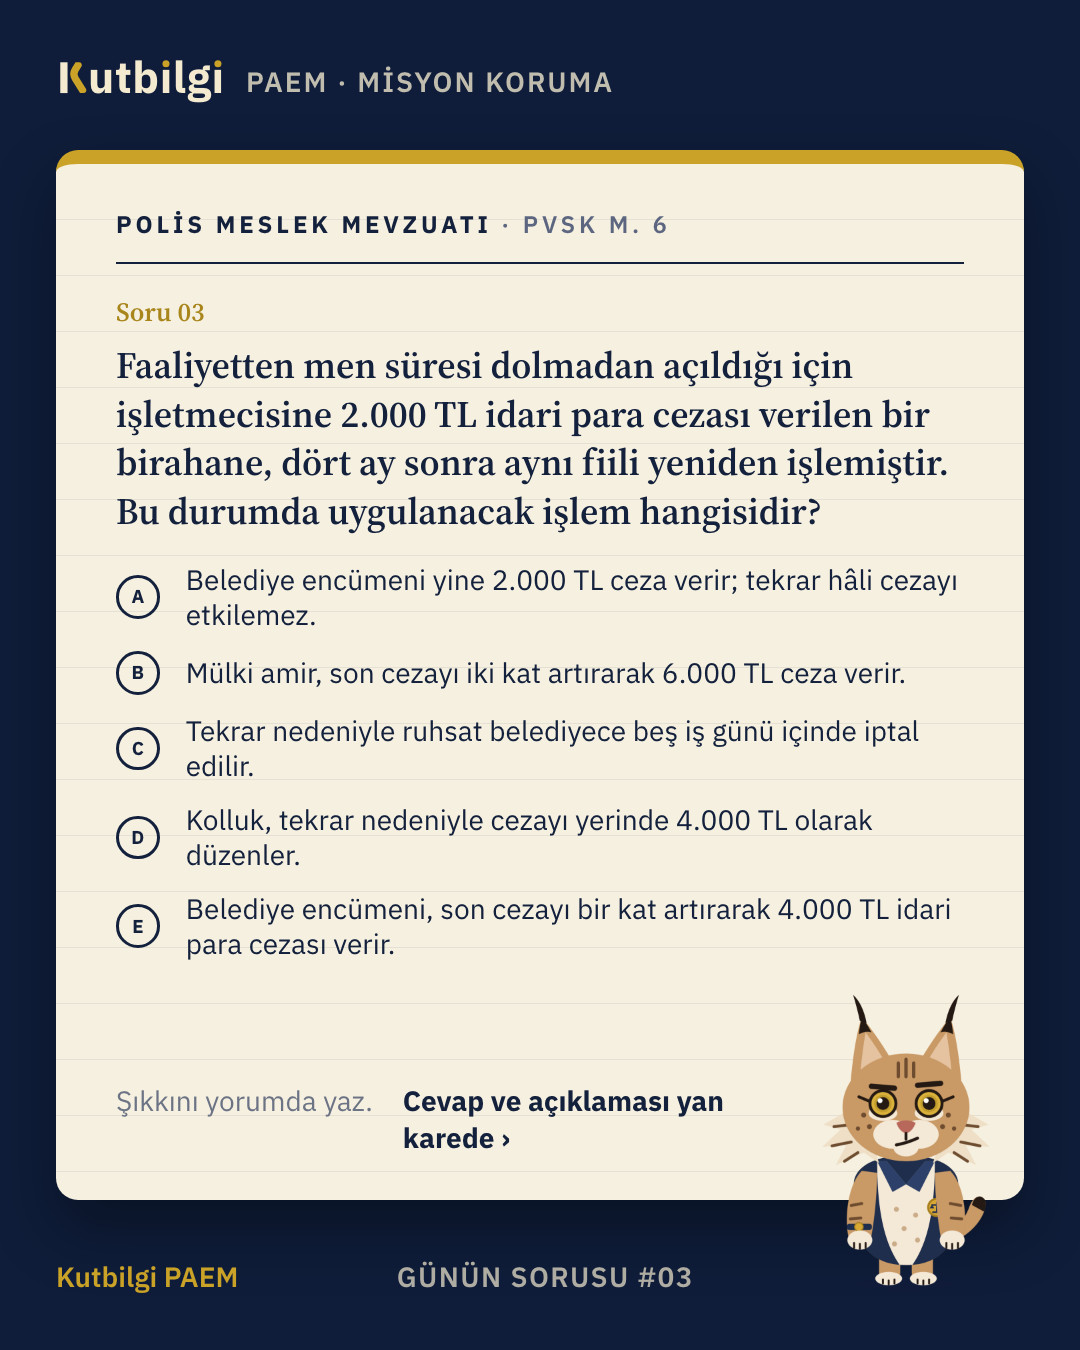 Kutbilgi PAEM · MİSYON KORUMA
POLİS MESLEK MEVZUATI · PVSK M. 6
Soru 03
Faaliyetten men süresi dolmadan açıldığı için
işletmecisine 2.000 TL idari para cezası verilen bir
birahane, dört ay sonra aynı fiili yeniden işlemiştir.
Bu durumda uygulanacak işlem hangisidir?
A Belediye encümeni yine 2.000 TL ceza verir; tekrar hâli cezayı
etkilemez.
B Mülki amir, son cezayı iki kat artırarak 6.000 TL ceza verir.
C Tekrar nedeniyle ruhsat belediyece beş iş günü içinde iptal
edilir.
D Kolluk, tekrar nedeniyle cezayı yerinde 4.000 TL olarak
düzenler.
E Belediye encümeni, son cezayı bir kat artırarak 4.000 TL idari
para cezası verir.
Şıkkını yorumda yaz. Cevap ve açıklaması yan
karede ›
Kutbilgi PAEM GÜNÜN SORUSU #03